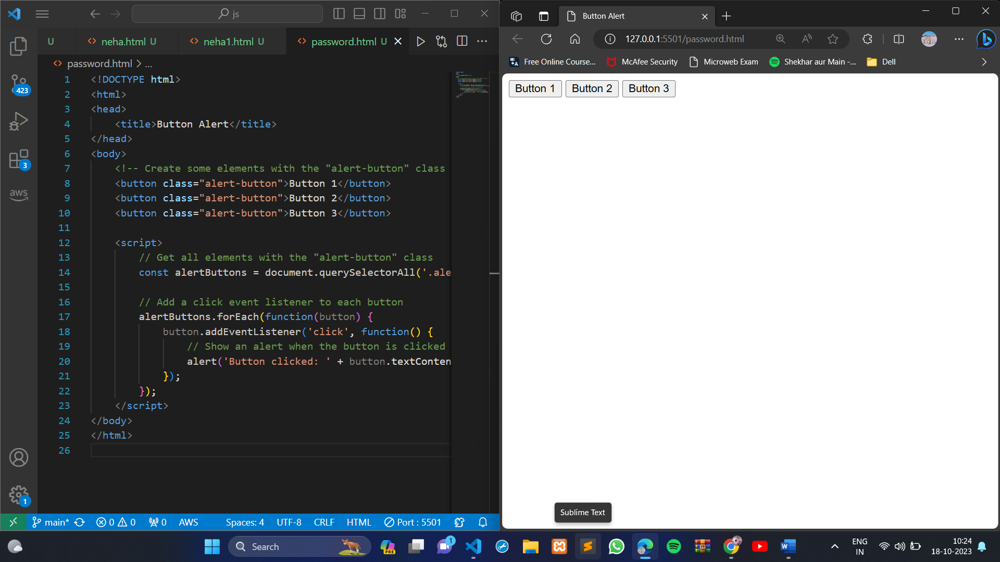 js
U
neha.html U
neha1.html U
password.html U
password.html > ...
1 <!DOCTYPE html>
2 <html>
3 <head>
4 <title>Button Alert</title>
5 </head>
6 <body>
7 <!-- Create some elements with the "alert-button" class
8 <button class="alert-button">Button 1</button>
9 <button class="alert-button">Button 2</button>
10 <button class="alert-button">Button 3</button>
11
12 <script>
13 // Get all elements with the "alert-button" class
14 const alertButtons = document.querySelectorAll('.ale
15
16 // Add a click event listener to each button
17 alertButtons.forEach(function(button) {
18 button.addEventListener('click', function() {
19 // Show an alert when the button is clicked
20 alert('Button clicked: ' + button.textConten
21 });
22 });
23 </script>
24 </body>
25 </html>
26
423
3
aws
1
main* 0 0 0 AWS Spaces: 4 UTF-8 CRLF HTML Port : 5501
Button Alert
127.0.0.1:5501/password.html
Free Online Course... McAfee Security Microweb Exam Shekhar aur Main -... Dell
Button 1 Button 2 Button 3
Sublime Text
Search
PRE
1
ENG
IN
10:24
18-10-2023